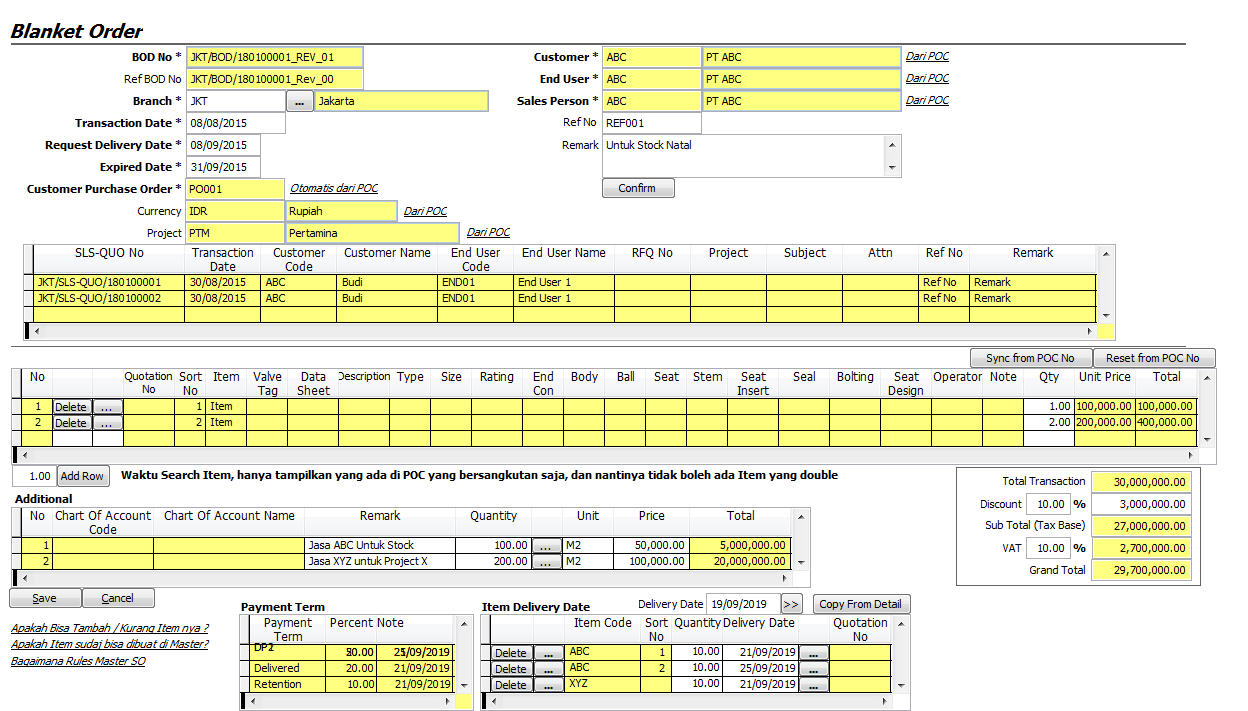 Blanket Order
BOD No * JKT/BOD/180100001_REV_01 Customer * ABC PT ABC Dari POC
Ref BOD No JKT/BOD/180100001_Rev_00 End User * ABC PT ABC Dari POC
Branch * JKT ... Jakarta Sales Person * ABC PT ABC Dari POC
Transaction Date * 08/08/2015 Ref No REF001
Request Delivery Date * 08/09/2015 Remark Untuk Stock Natal
Expired Date * 31/09/2015
Customer Purchase Order * PO001 Otomatis dari POC Confirm
Currency IDR Rupiah Dari POC
Project PTM Pertamina Dari POC
SLS-QUO No Transaction Date Customer Code Customer Name End User Code End User Name RFQ No Project Subject Attn Ref No Remark
JKT/SLS-QUO/180100001 30/08/2015 ABC Budi END01 End User 1 Ref No Remark
JKT/SLS-QUO/180100002 30/08/2015 ABC Budi END01 End User 1 Ref No Remark
Sync from POC No Reset from POC No
No Quotation No Sort No Item Valve Tag Data Sheet Description Type Size Rating End Con Body Ball Seat Stem Seat Insert Seal Bolting Seat Design Operator Note Qty Unit Price Total
1 Delete ... 1 Item 1.00 100,000.00 100,000.00
2 Delete ... 2 Item 2.00 200,000.00 400,000.00
1.00 Add Row Waktu Search Item, hanya tampilkan yang ada di POC yang bersangkutan saja, dan nantinya tidak boleh ada Item yang double
Total Transaction 30,000,000.00
Discount 10.00 % 3,000,000.00
Sub Total (Tax Base) 27,000,000.00
VAT 10.00 % 2,700,000.00
Grand Total 29,700,000.00
Additional
No Chart Of Account Code Chart Of Account Name Remark Quantity Unit Price Total
1 Jasa ABC Untuk Stock 100.00 ... M2 50,000.00 5,000,000.00
2 Jasa XYZ untuk Project X 200.00 ... M2 100,000.00 20,000,000.00
Save Cancel
Apakah Bisa Tambah / Kurang Item nya ?
Apakah Item sudaj bisa dibuat di Master?
Bagaimana Rules Master SO
Payment Term
Payment Term Percent Note
Delivered 20.00 21/09/2019
Retention 10.00 21/09/2019
Item Delivery Date Delivery Date 19/09/2019 >> Copy From Detail
Item Code Sort No Quantity Delivery Date Quotation No
Delete ... ABC 1 10.00 21/09/2019 ...
Delete ... ABC 2 10.00 25/09/2019 ...
Delete ... XYZ 10.00 21/09/2019 ...